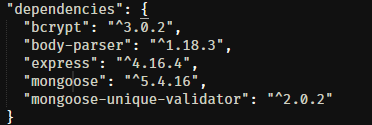 "dependencies": {
"bcrypt": "^3.0.2",
"body-parser": "^1.18.3",
"express": "^4.16.4",
"mongoose": "^5.4.16",
"mongoose-unique-validator": "^2.0.2"
}